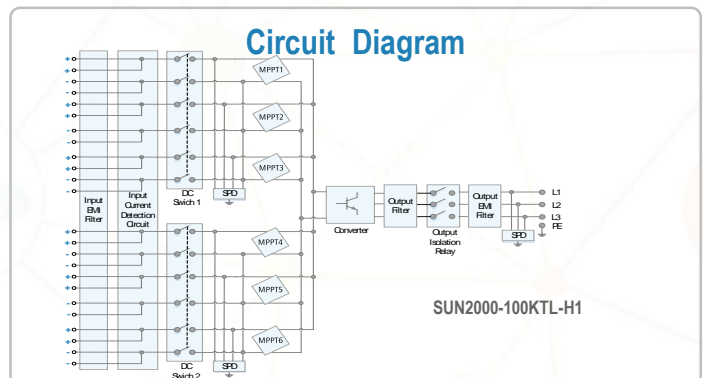 Circuit Diagram
+
+
-
-
+
+
-
-
+
+
-
-
Input
EMI
Filter
Input
Current
Detection
Circuit
DC
Swich 1
SPD
MPPT1
MPPT2
MPPT3
Converter
Output
Filter
Output
Isolation
Relay
Output
EMI
Filter
SPD
L1
L2
L3
PE
+
+
-
-
+
+
-
-
+
+
-
-
DC
Swich 2
SPD
MPPT4
MPPT5
MPPT6
SUN2000-100KTL-H1